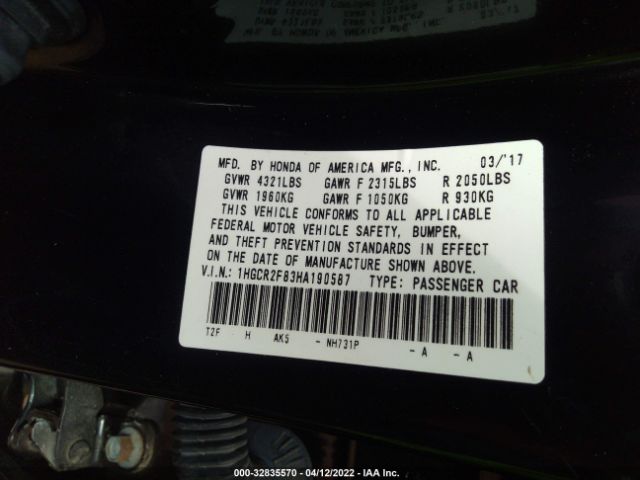 MFD. BY HONDA OF AMERICA MFG., INC. 03/'17
GVWR 4321LBS GAWR F 2315LBS R 2050LBS
GVWR 1960KG GAWR F 1050KG R 930KG
THIS VEHICLE CONFORMS TO ALL APPLICABLE
FEDERAL MOTOR VEHICLE SAFETY, BUMPER,
AND THEFT PREVENTION STANDARDS IN EFFECT
ON THE DATE OF MANUFACTURE SHOWN ABOVE.
V.I.N.: 1HGCR2F83HA190587 TYPE: PASSENGER CAR
T2F H AK5 - NH731P - A - A
000-32835570 - 04/12/2022 - IAA Inc.